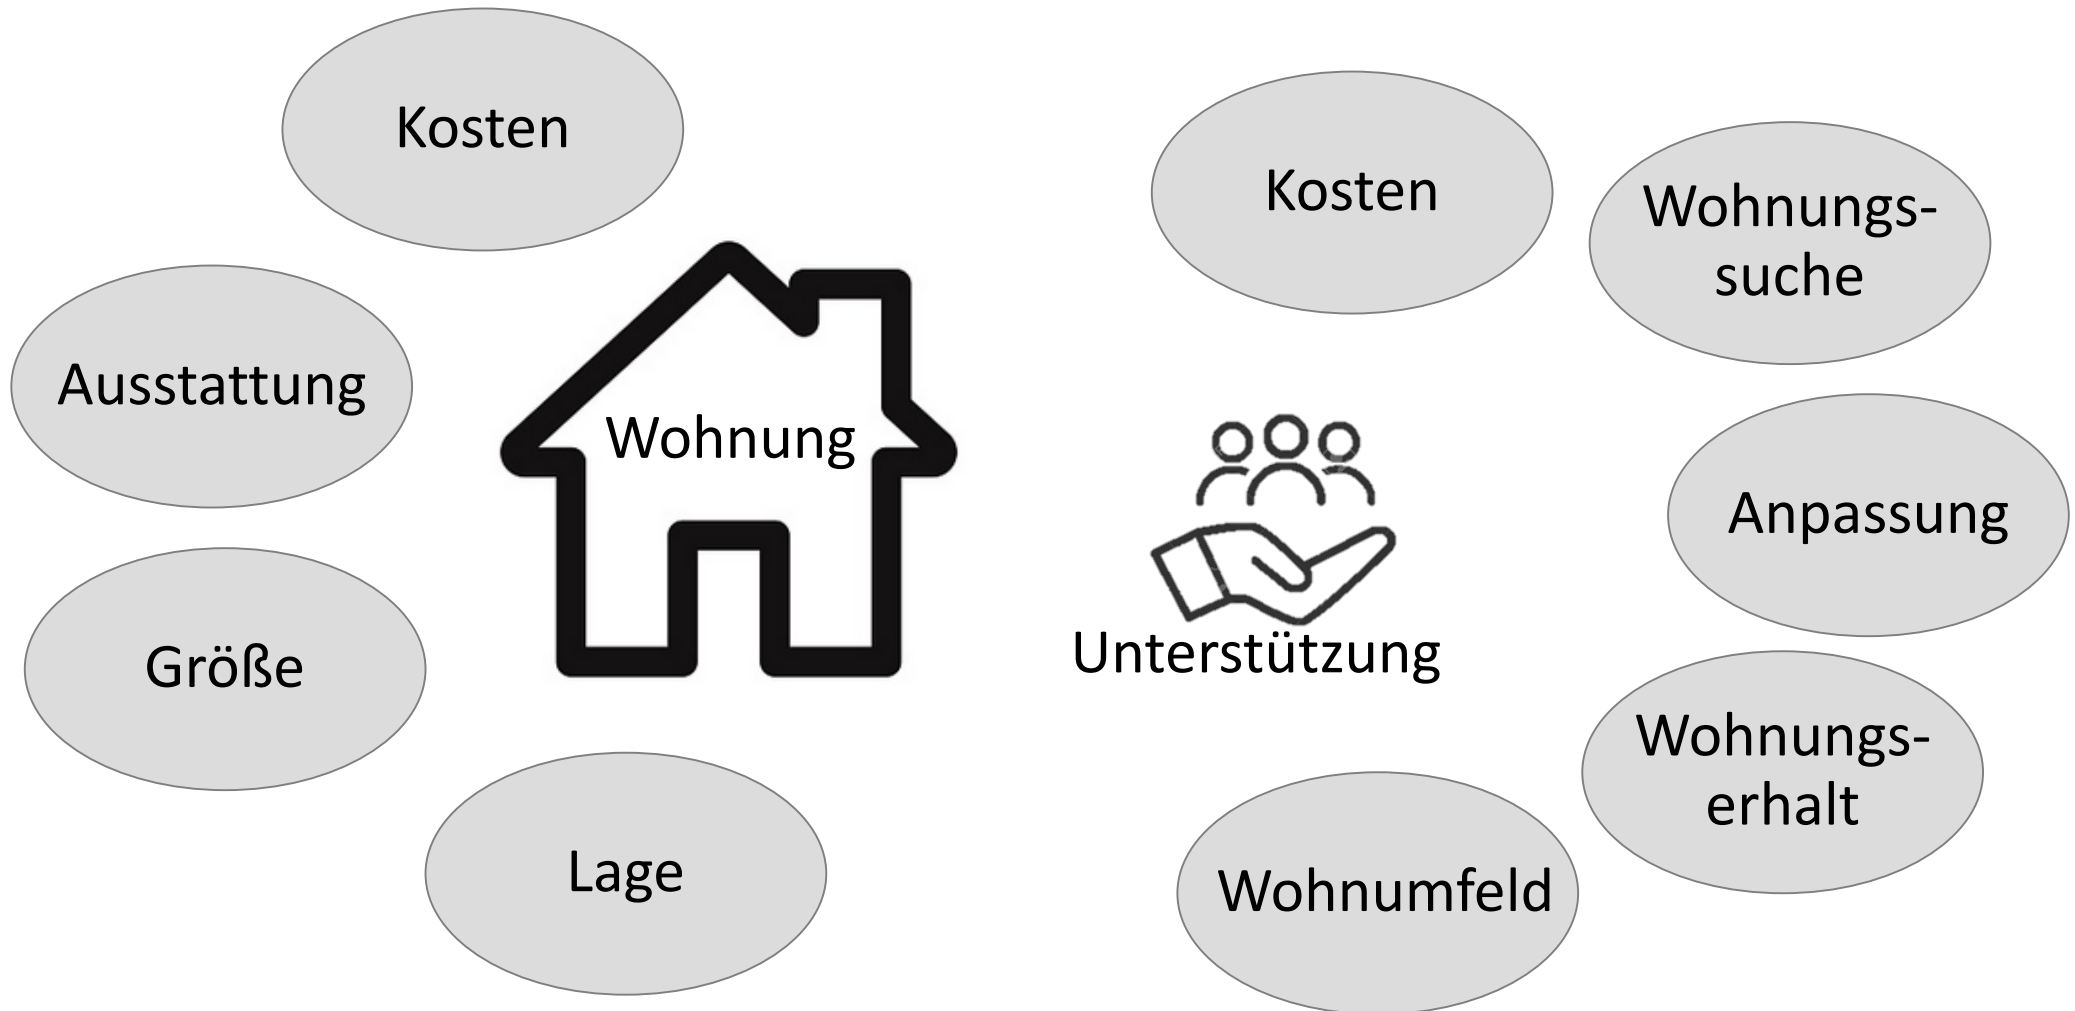 Kosten
Ausstattung
Größe
Lage
Wohnung
Kosten
Wohnungs-
suche
Anpassung
Wohnungs-
erhalt
Wohnumfeld
Unterstützung